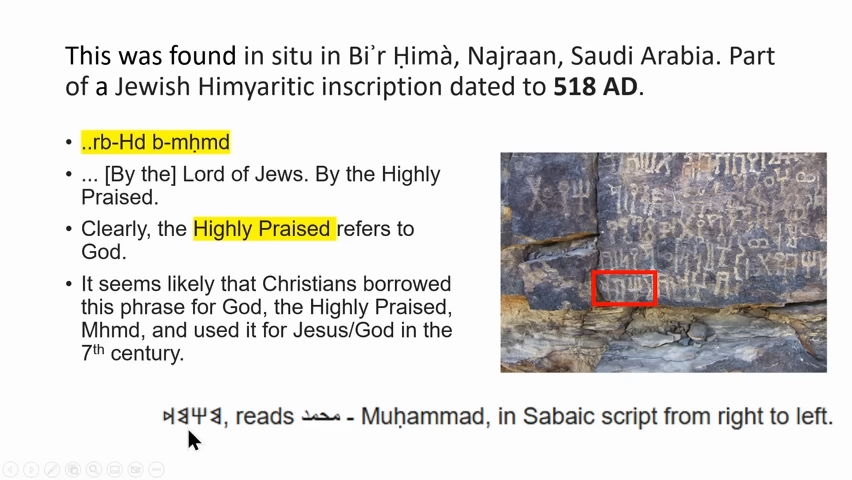 This was found in situ in Biʾr Ḥimà, Najraan, Saudi Arabia. Part
of a Jewish Himyaritic inscription dated to 518 AD.
• ..rb-Hd b-mḥmd
• ... [By the] Lord of Jews. By the Highly
Praised.
• Clearly, the Highly Praised refers to
God.
• It seems likely that Christians borrowed
this phrase for God, the Highly Praised,
Mhmd, and used it for Jesus/God in the
7th century.
𐩣𐩢𐩣𐩵, reads محمد - Muḥammad, in Sabaic script from right to left.